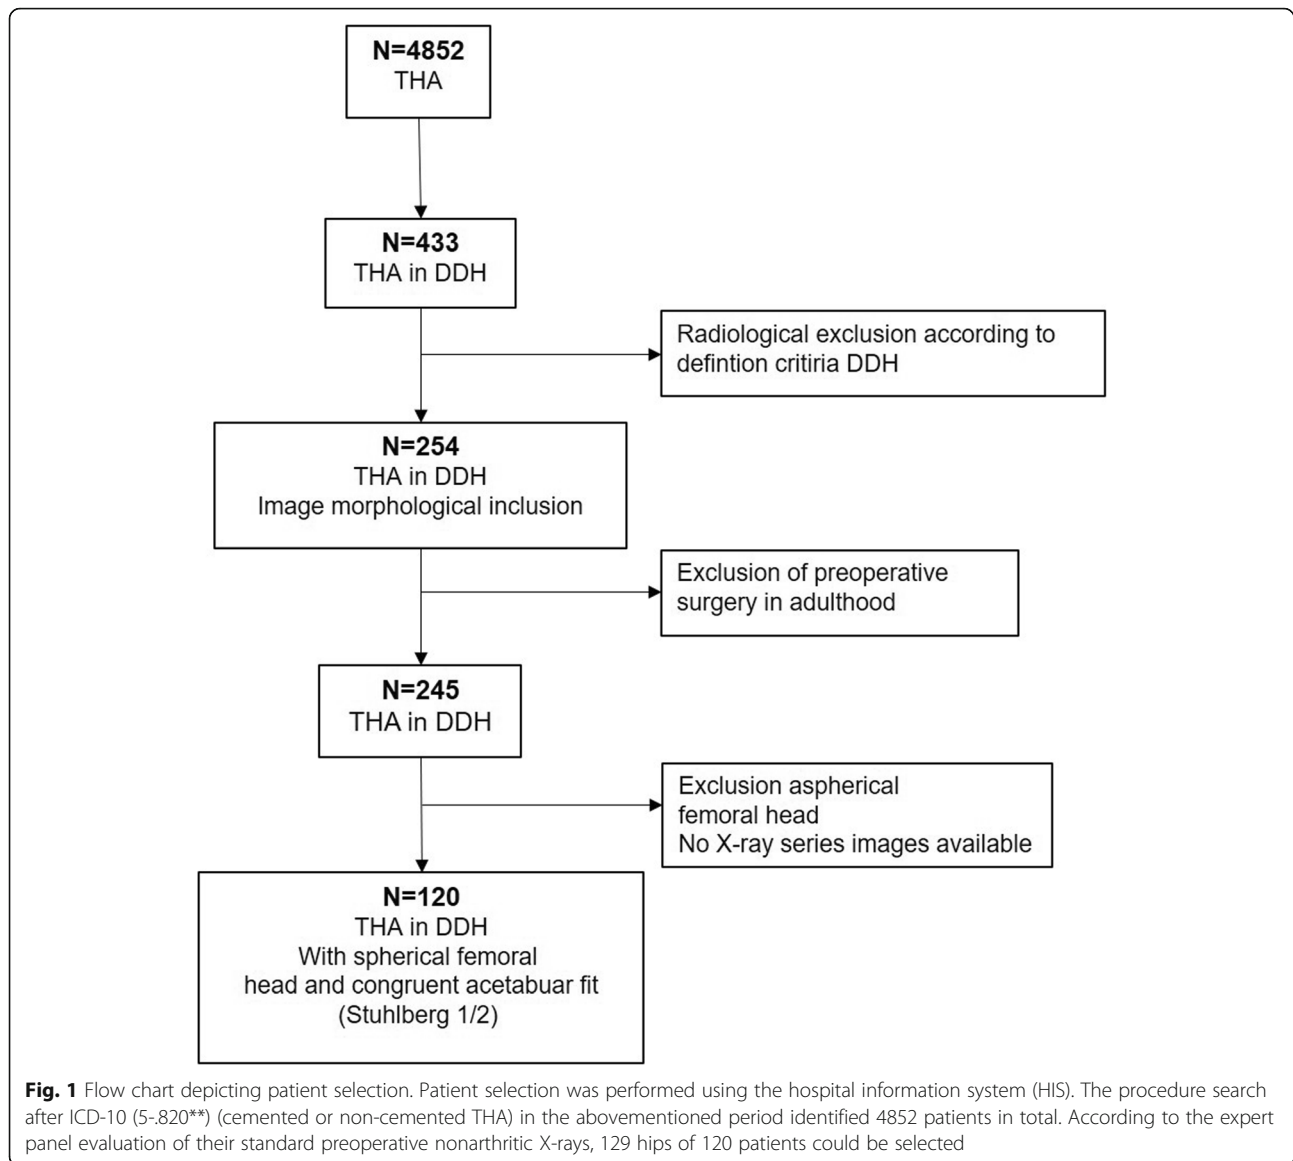 N=4852
THA
N=433
THA in DDH
Radiological exclusion according to
defintion critiria DDH
N=254
THA in DDH
Image morphological inclusion
Exclusion of preoperative
surgery in adulthood
N=245
THA in DDH
Exclusion aspherical
femoral head
No X-ray series images available
N=120
THA in DDH
With spherical femoral
head and congruent acetabuar fit
(Stuhlberg 1/2)
Fig. 1 Flow chart depicting patient selection. Patient selection was performed using the hospital information system (HIS). The procedure search
after ICD-10 (5-.820**) (cemented or non-cemented THA) in the abovementioned period identified 4852 patients in total. According to the expert
panel evaluation of their standard preoperative nonarthritic X-rays, 129 hips of 120 patients could be selected